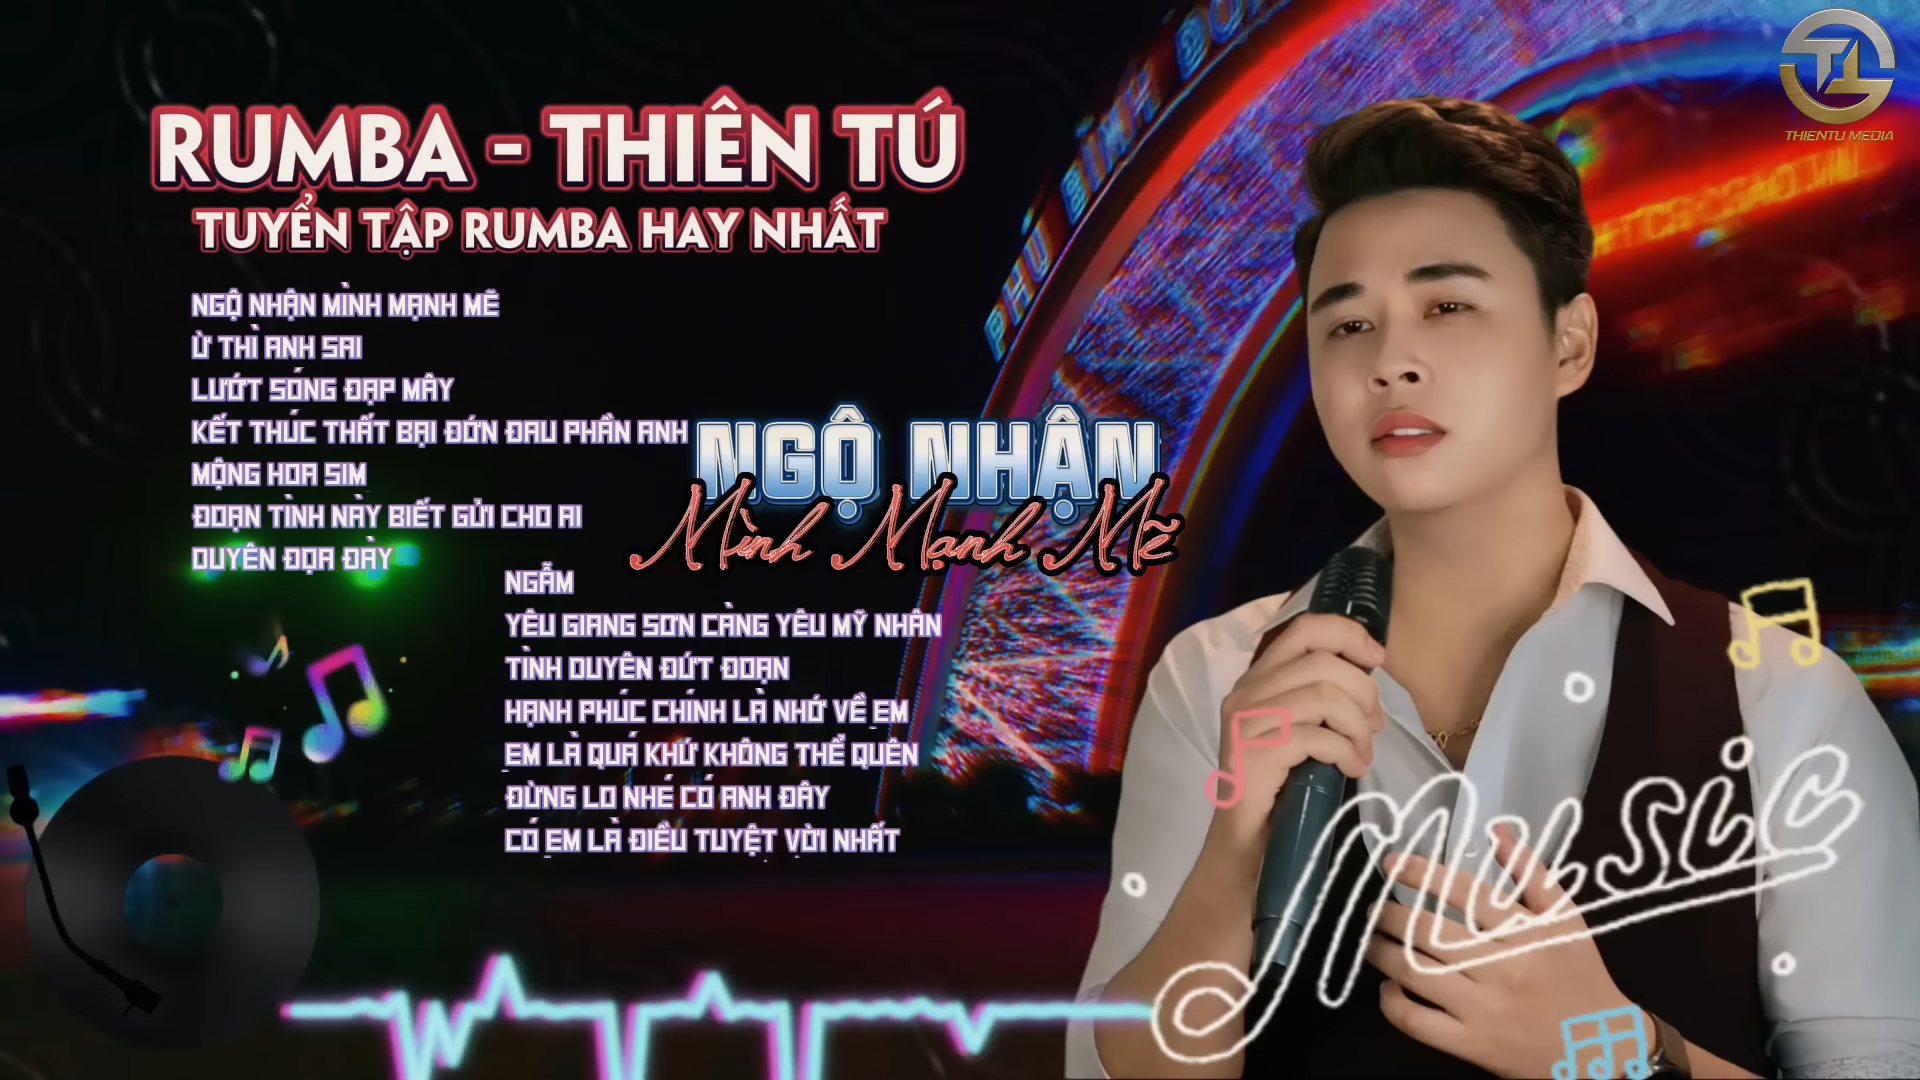 RUMBA - THIÊN TÚ
TUYỂN TẬP RUMBA HAY NHẤT
NGỘ NHẬN MÌNH MẠNH MẼ
Ừ THÌ ANH SAI
LƯỚT SÓNG ĐẠP MÂY
KẾT THÚC THẤT BẠI ĐỚN ĐAU PHẦN ANH
MỘNG HOA SIM
ĐOẠN TÌNH NÀY BIẾT GỬI CHO AI
DUYÊN ĐỌA ĐÀY
NGẪM
YÊU GIANG SƠN CÀNG YÊU MỸ NHÂN
TÌNH DUYÊN ĐỨT ĐOẠN
HẠNH PHÚC CHÍNH LÀ NHỚ VỀ EM
EM LÀ QUÁ KHỨ KHÔNG THỂ QUÊN
ĐỪNG LO NHÉ CÓ ANH ĐÂY
CÓ EM LÀ ĐIỀU TUYỆT VỜI NHẤT
NGỘ NHẬN
Mình Mạnh Mẽ
PHÚ BÌNH
THIENTU MEDIA
Music